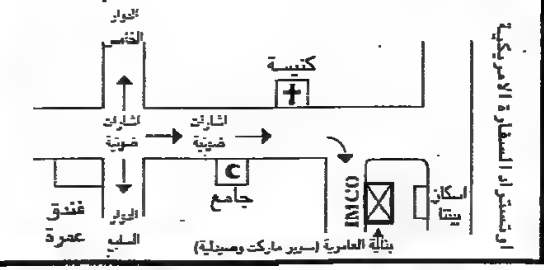 الدوار
الخامس
كنيسة
اشارات
ضوئية
اشارات
ضوئية
جامع
فندق
عمرة
الدوار
السابع
IMCO
اسكان
بيتنا
بناية العامرية (سوبر ماركت وصيدلية)
اوتستراد السفارة الامريكية